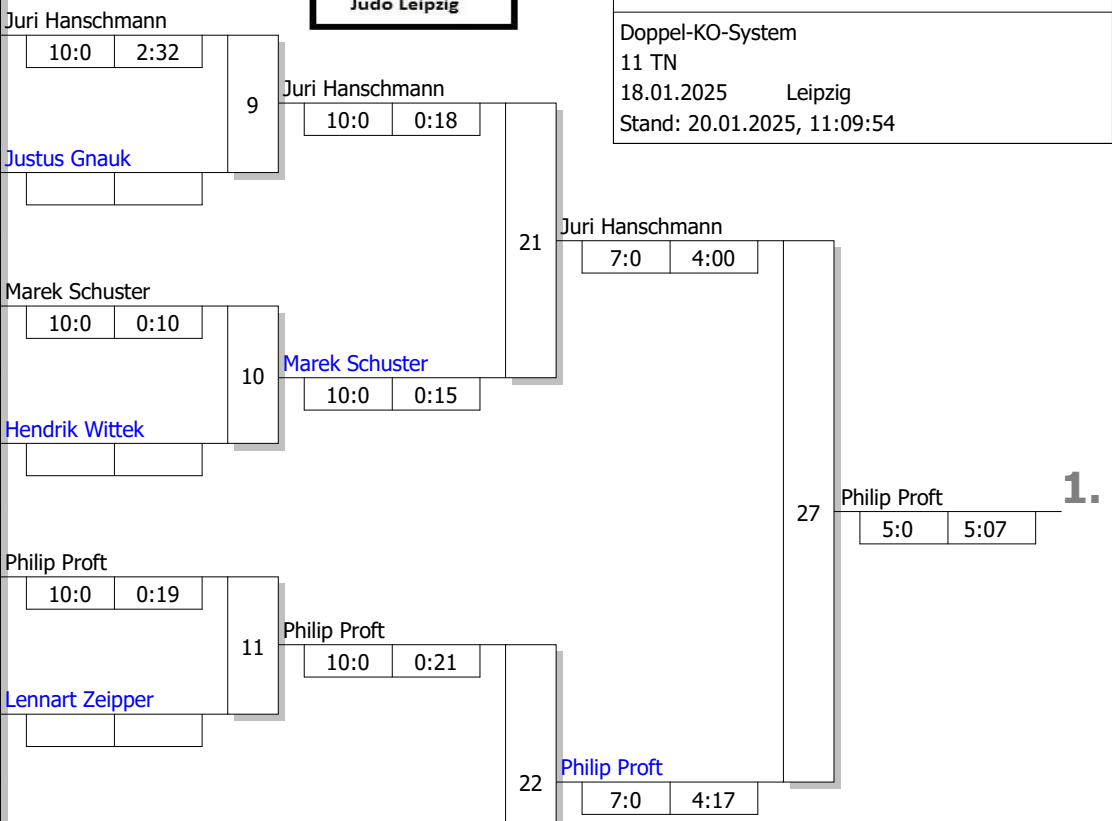 Judo Leipzig
Doppel-KO-System
11 TN
18.01.2025 Leipzig
Stand: 20.01.2025, 11:09:54
Juri Hanschmann
10:0 2:32
9
Justus Gnauk
Juri Hanschmann
10:0 0:18
21
Juri Hanschmann
7:0 4:00
Marek Schuster
10:0 0:10
10
Hendrik Wittek
Marek Schuster
10:0 0:15
27
Philip Proft
5:0 5:07
1.
Philip Proft
10:0 0:19
11
Lennart Zeipper
Philip Proft
10:0 0:21
22
Philip Proft
7:0 4:17